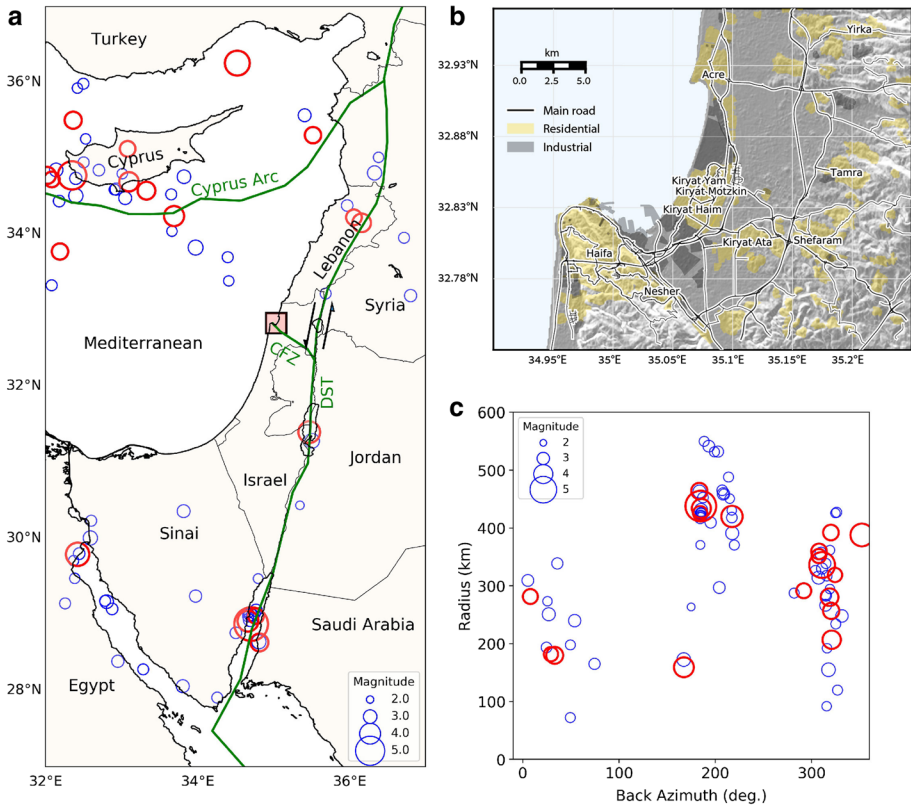 a
36°N
34°N
32°N
30°N
28°N
32°E
34°E
36°E
Turkey
Cyprus
Cyprus Arc
Lebanon
Syria
Mediterranean
CFZ
DST
Israel
Jordan
Sinai
Saudi Arabia
Egypt
Magnitude
2.0
3.0
4.0
5.0
b
km
0.0 2.5 5.0
Main road
Residential
Industrial
32.93°N
32.88°N
32.83°N
32.78°N
34.95°E
35°E
35.05°E
35.1°E
35.15°E
35.2°E
Yirka
Acre
Tamra
Kiryat Yam
Kiryat Motzkin
Kiryat Haim
Kiryat Ata
Shefaram
Haifa
Nesher
c
Magnitude
2
3
4
5
600
500
400
300
200
100
0
Radius (km)
0
100
200
300
Back Azimuth (deg.)